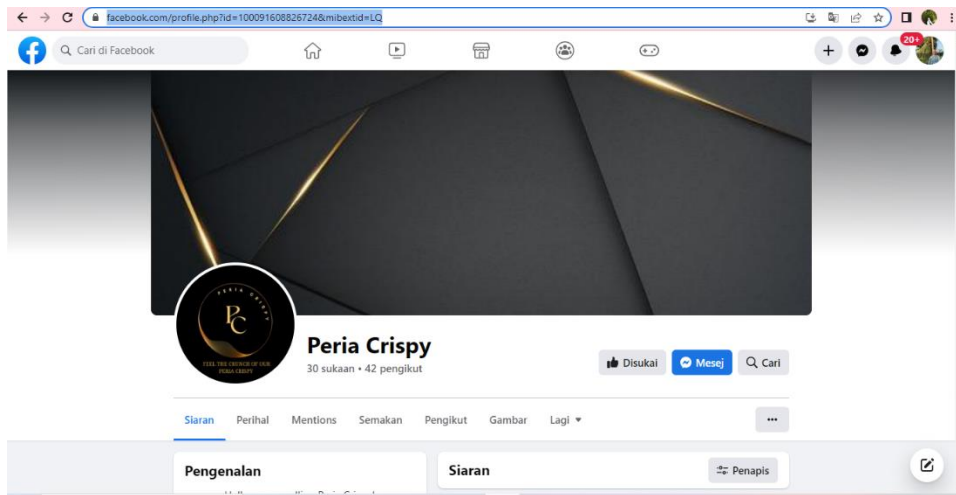 facebook.com/profile.php?id=100091608826724&mibextid=LQ
Cari di Facebook
20+
PERIA CRISPY
PC
FEEL THE CRUNCH OF OUR
PERIA CRISPY
Peria Crispy
30 sukaan • 42 pengikut
Disukai
Mesej
Cari
Siaran Perihal Mentions Semakan Pengikut Gambar Lagi
Pengenalan
Siaran
Penapis